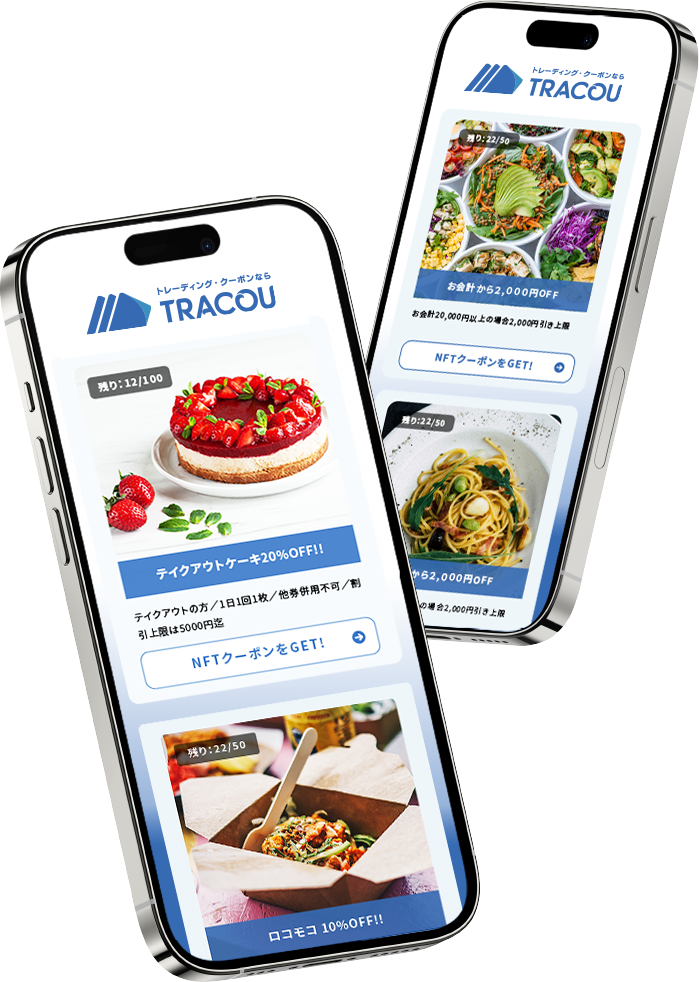 トレーディング・クーポンなら
TRACOU
残り：12/100
テイクアウトケーキ20%OFF!!
テイクアウトの方／1日1回1枚／他券併用不可／割
引上限は5000円迄
NFTクーポンをGET!
残り：22/50
ロコモコ 10%OFF!!
トレーディング・クーポンなら
TRACOU
残り：22/50
お会計から2,000円OFF
お会計20,000円以上の場合2,000円引き上限
NFTクーポンをGET!
残り：22/50
から2,000円OFF
の場合2,000円引き上限